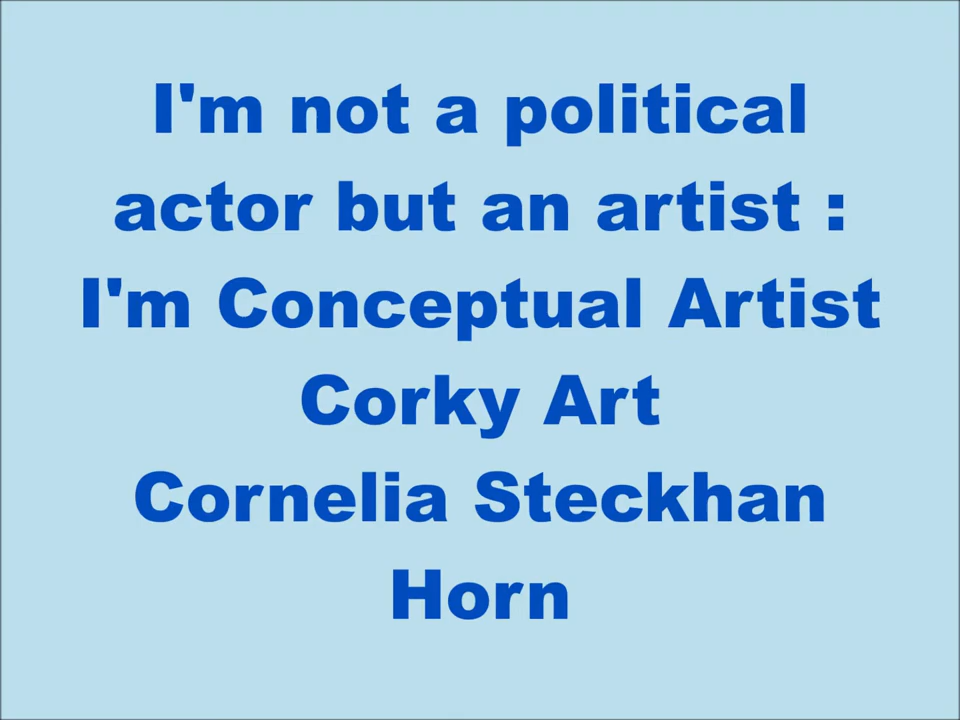 I'm not a political
actor but an artist :
I'm Conceptual Artist
Corky Art
Cornelia Steckhan
Horn